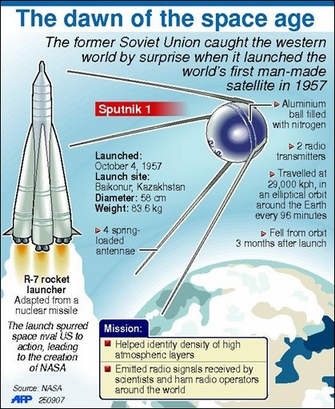 The dawn of the space age
The former Soviet Union caught the western
world by surprise when it launched the
world's first man-made
satellite in 1957
Sputnik 1
Launched:
October 4, 1957
Launch site:
Baikonur, Kazakhstan
Diameter: 58 cm
Weight: 83.6 kg
4 spring-
loaded
antennae
Aluminium
ball filled
with nitrogen
2 radio
transmitters
Travelled at
29,000 kph, in
an elliptical
orbit
around the Earth
every 96 minutes
Fell from orbit
3 months after launch
R-7 rocket
launcher
Adapted from a
nuclear missile
The launch spurred
space rival US to
action, leading
to the creation
of NASA
Mission:
Helped identity density of high
atmospheric layers
Emitted radio signals received by
scientists and ham radio operators
around the world
Source: NASA
AFP 250907